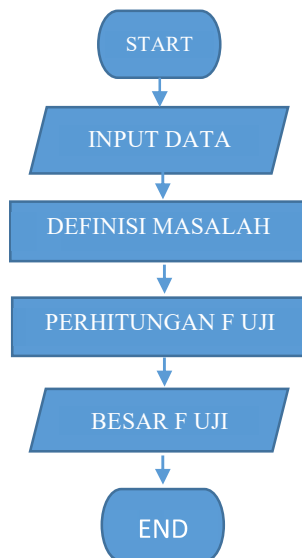 START
INPUT DATA
DEFINISI MASALAH
PERHITUNGAN F UJI
BESAR F UJI
END